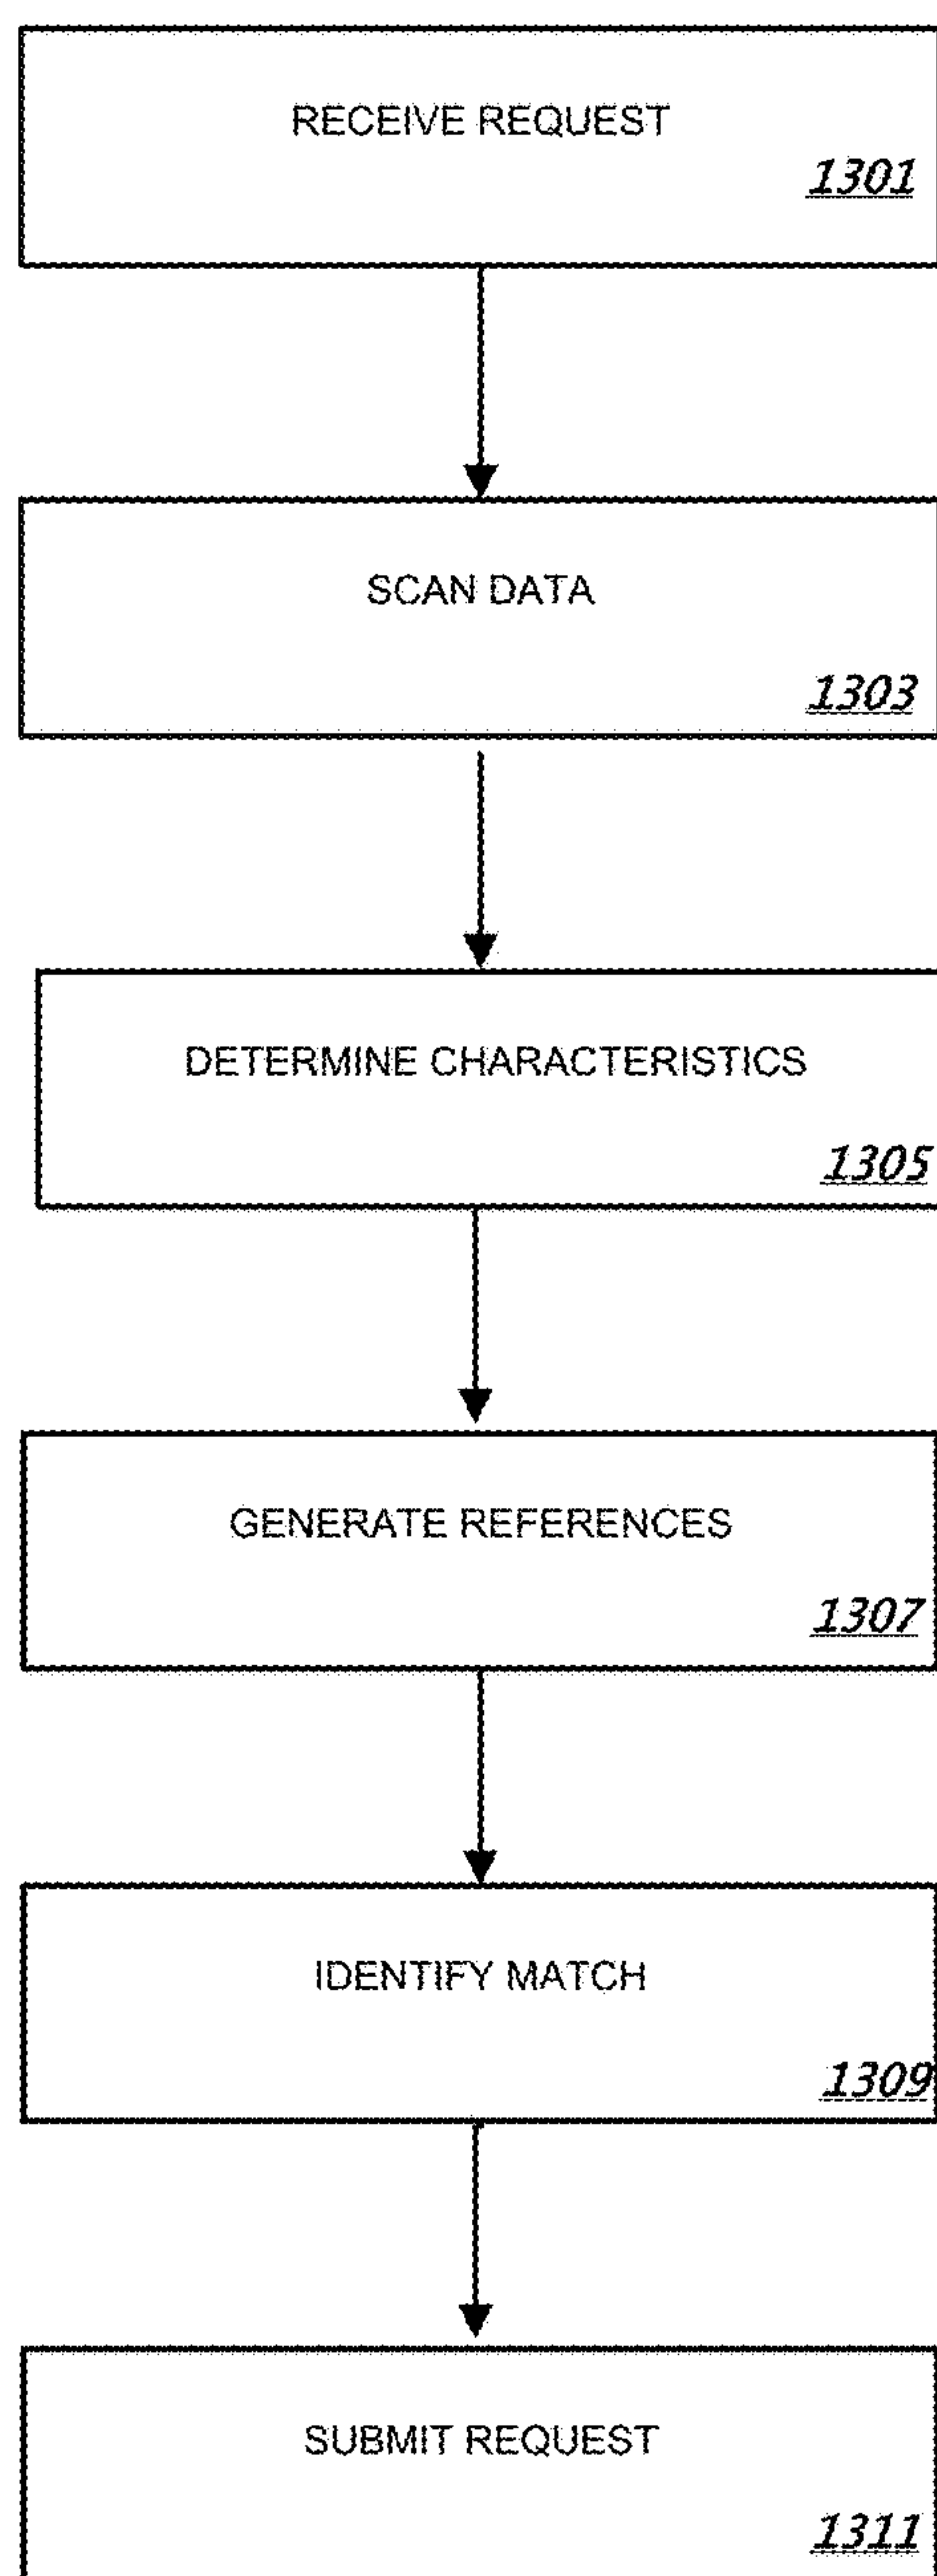 RECEIVE REQUEST
1301
SCAN DATA
1303
DETERMINE CHARACTERISTICS
1305
GENERATE REFERENCES
1307
IDENTIFY MATCH
1309
SUBMIT REQUEST
1311